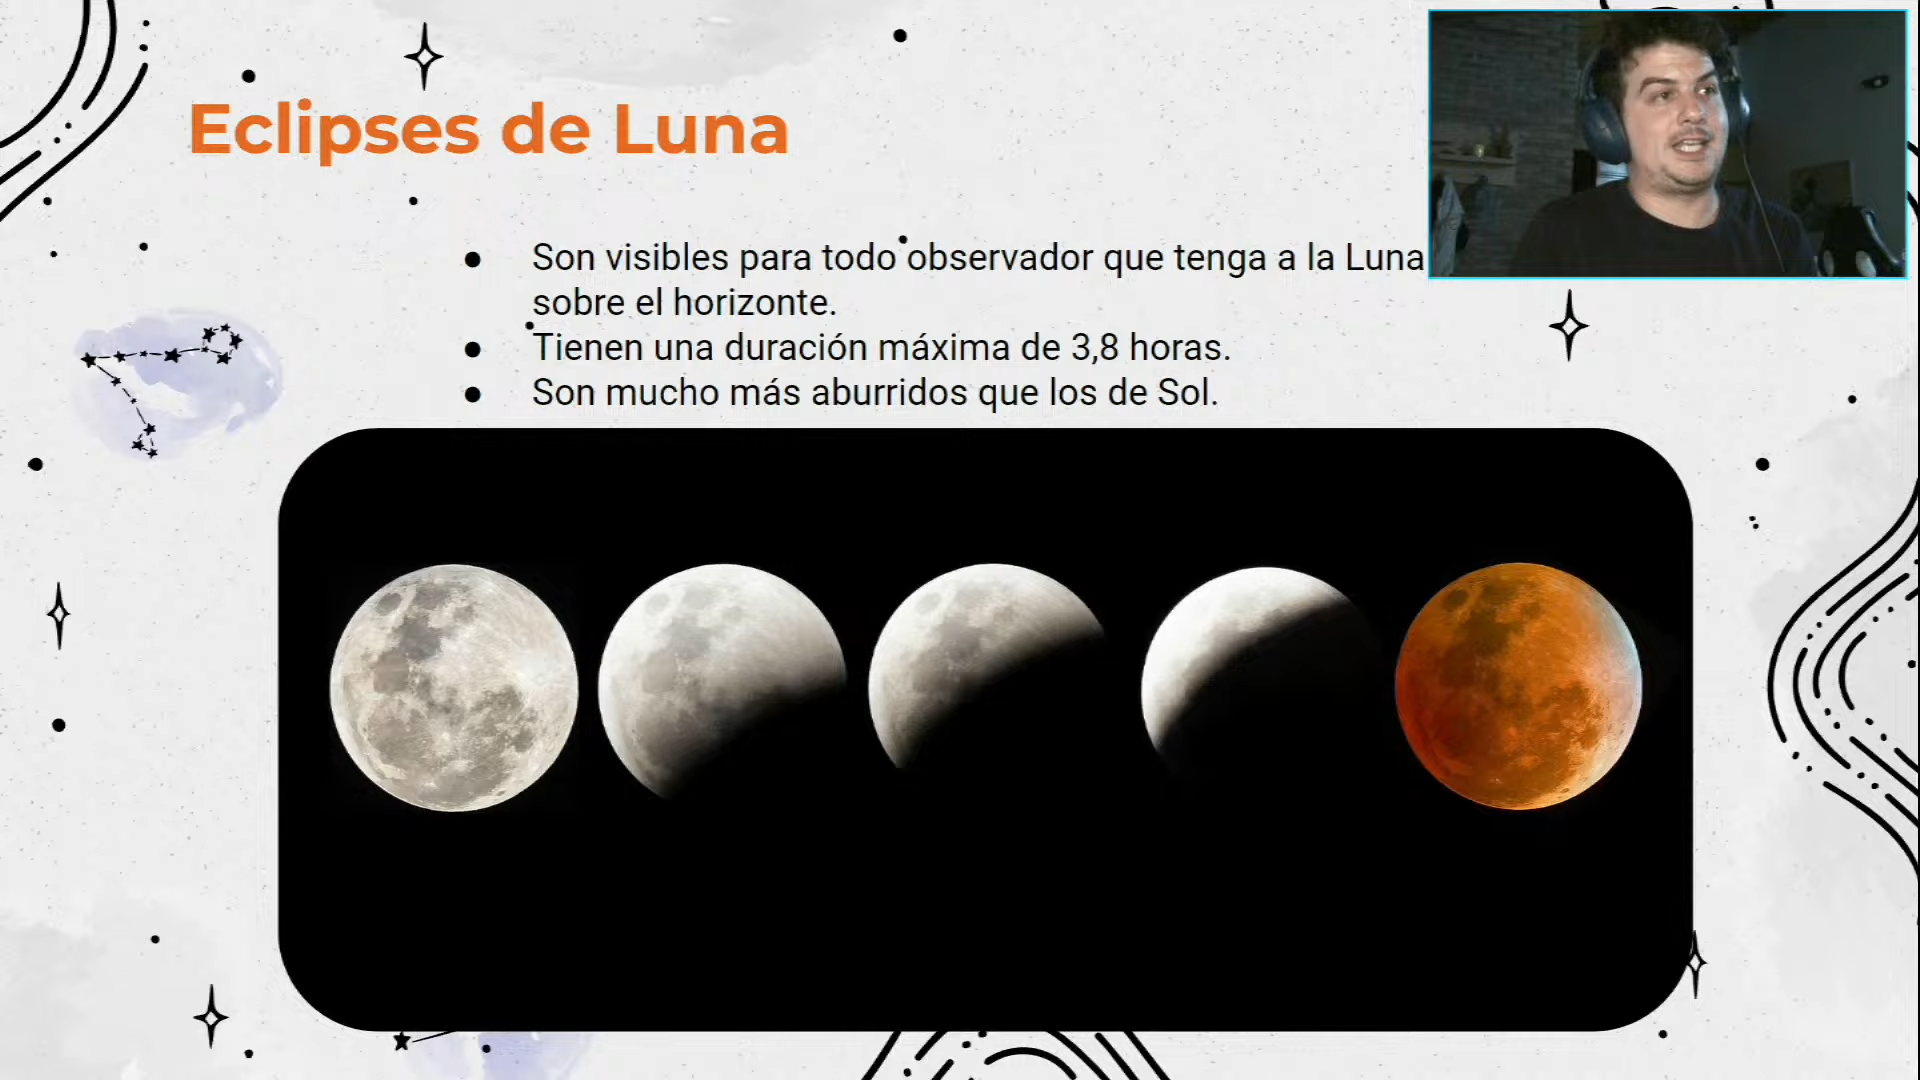 Eclipses de Luna
● Son visibles para todo observador que tenga a la Luna
sobre el horizonte.
● Tienen una duración máxima de 3,8 horas.
● Son mucho más aburridos que los de Sol.